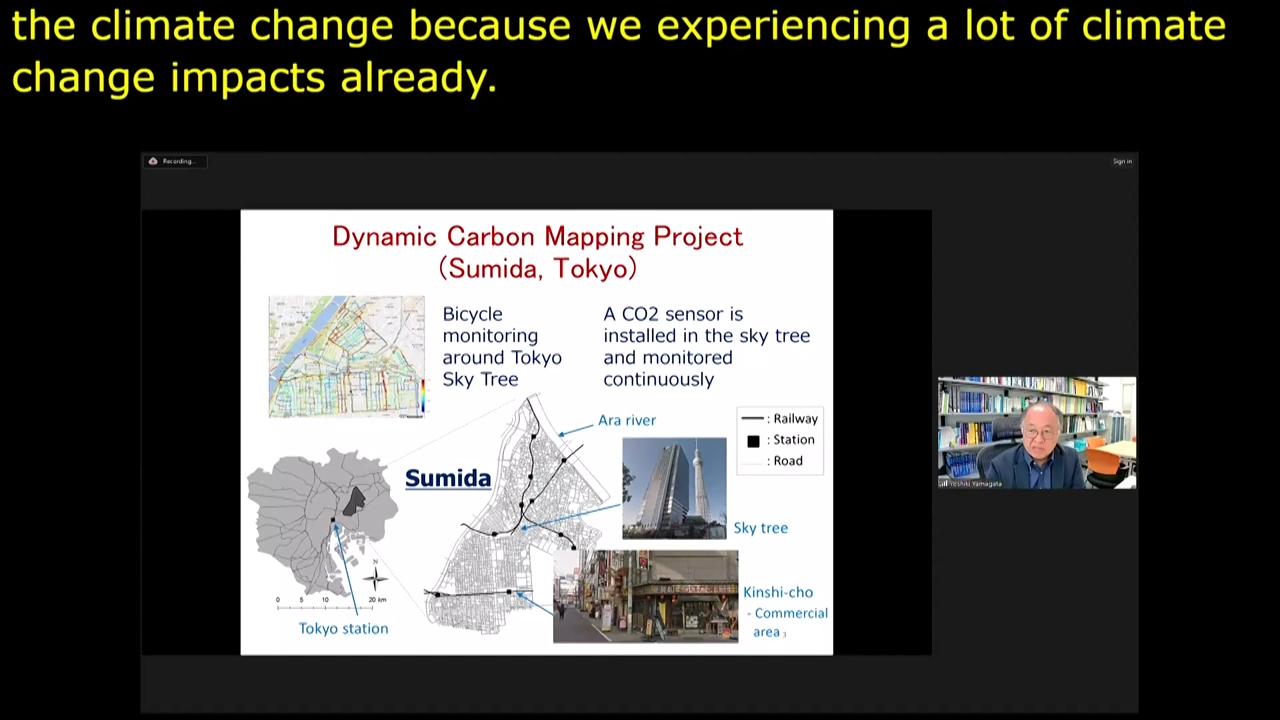 the climate change because we experiencing a lot of climate
change impacts already.
Recording...
Sign in
Dynamic Carbon Mapping Project
(Sumida, Tokyo)
Bicycle
monitoring
around Tokyo
Sky Tree
A CO2 sensor is
installed in the sky tree
and monitored
continuously
Ara river
: Railway
: Station
: Road
Sumida
Sky tree
N
0 5 10 20 km
Tokyo station
Kinshi-cho
- Commercial
area 3
Yoshiki Yamagata